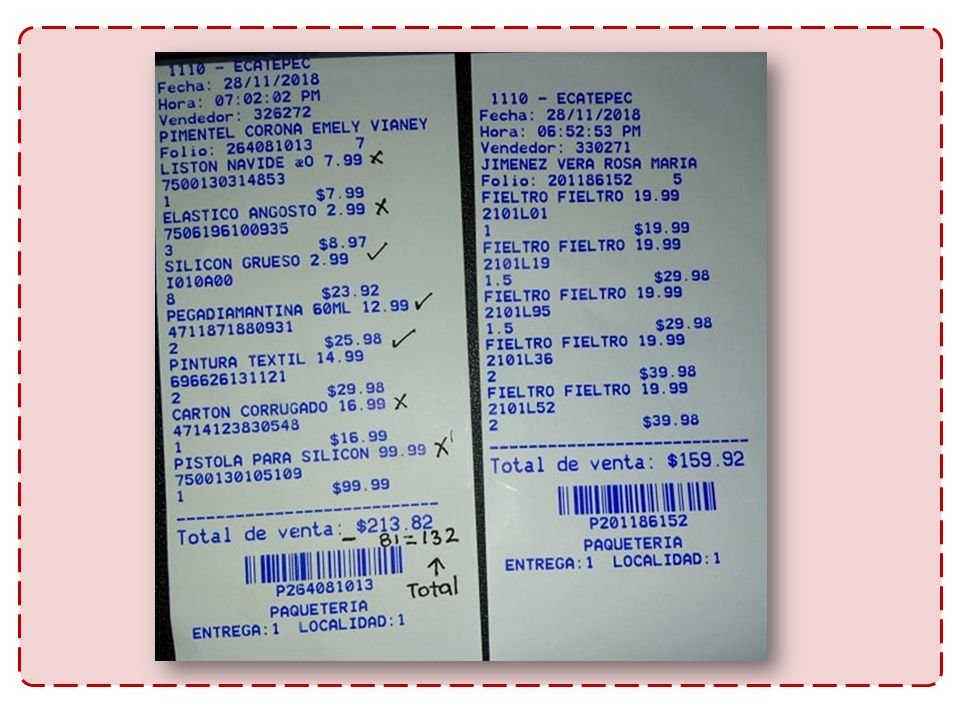 1110 - ECATEPEC
Fecha: 28/11/2018
Hora: 07:02:02 PM
Vendedor: 326272
PIMENTEL CORONA EMELY VIANEY
Folio: 264081013 7
LISTON NAVIDE æO 7.99 x
7500130314853
1 $7.99
ELASTICO ANGOSTO 2.99 x
7506196100935
3 $8.97
SILICON GRUESO 2.99 ✓
I010A00
8 $23.92
PEGADIAMANTINA 60ML 12.99 ✓
4711871880931
2 $25.98 ✓
PINTURA TEXTIL 14.99
696626131121
2 $29.98
CARTON CORRUGADO 16.99 x
4714123830548
1 $16.99
PISTOLA PARA SILICON 99.99 x
7500130105109
1 $99.99
Total de venta: $213.82
- 81=132
↑
Total
P264081013
PAQUETERIA
ENTREGA:1 LOCALIDAD:1
1110 - ECATEPEC
Fecha: 28/11/2018
Hora: 06:52:53 PM
Vendedor: 330271
JIMENEZ VERA ROSA MARIA
Folio: 201186152 5
FIELTRO FIELTRO 19.99
2101L01
1 $19.99
FIELTRO FIELTRO 19.99
2101L19
1.5 $29.98
FIELTRO FIELTRO 19.99
2101L95
1.5 $29.98
FIELTRO FIELTRO 19.99
2101L36
2 $39.98
FIELTRO FIELTRO 19.99
2101L52
2 $39.98
Total de venta: $159.92
P201186152
PAQUETERIA
ENTREGA:1 LOCALIDAD:1